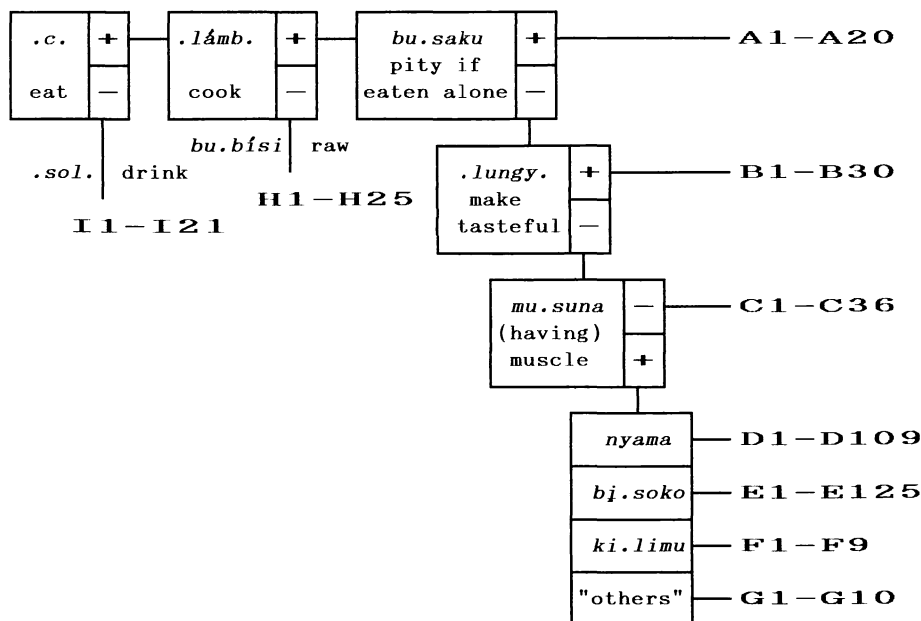 .c.
+
eat
−
.lámb.
+
cook
−
bu.saku
+
pity if
eaten alone
−
A1−A20
bu.bísi raw
.sol. drink
H1−H25
I1−I21
.lungy.
+
make
tasteful
−
B1−B30
mu.suna
−
(having)
muscle
+
C1−C36
nyama
D1−D109
bị.soko
E1−E125
ki.limu
F1−F9
"others"
G1−G10